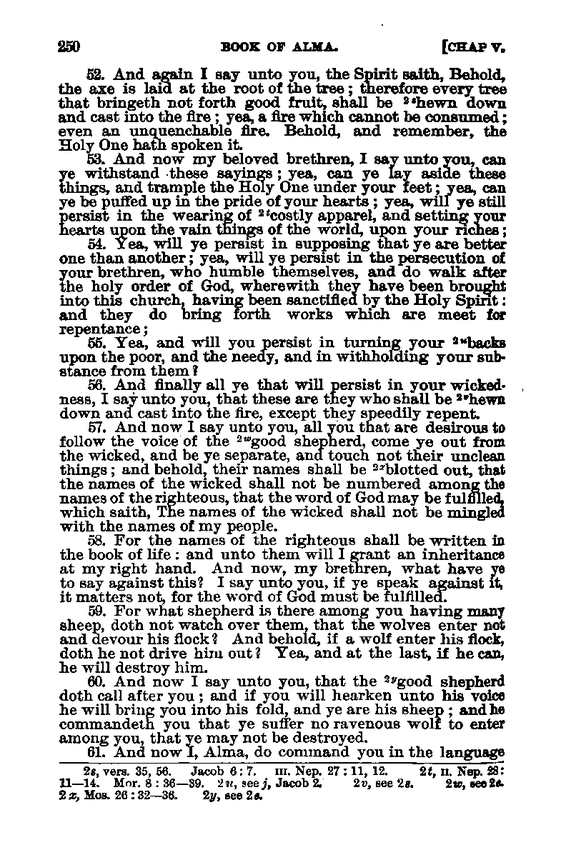 250 BOOK OF ALMA. [CHAP V.
52. And again I say unto you, the Spirit saith, Behold,
the axe is laid at the root of the tree; therefore every tree
that bringeth not forth good fruit, shall be 2shewn down
and cast into the fire; yea, a fire which cannot be consumed;
even an unquenchable fire. Behold, and remember, the
Holy One hath spoken it.
53. And now my beloved brethren, I say unto you, can
ye withstand these sayings; yea, can ye lay aside these
things, and trample the Holy One under your feet; yea, can
ye be puffed up in the pride of your hearts; yea, will ye still
persist in the wearing of 2tcostly apparel, and setting your
hearts upon the vain things of the world, upon your riches;
54. Yea, will ye persist in supposing that ye are better
one than another; yea, will ye persist in the persecution of
your brethren, who humble themselves, and do walk after
the holy order of God, wherewith they have been brought
into this church, having been sanctified by the Holy Spirit:
and they do bring forth works which are meet for
repentance;
55. Yea, and will you persist in turning your 2ubacks
upon the poor, and the needy, and in withholding your sub-
stance from them?
56. And finally all ye that will persist in your wicked-
ness, I say unto you, that these are they who shall be 2vhewn
down and cast into the fire, except they speedily repent.
57. And now I say unto you, all you that are desirous to
follow the voice of the 2wgood shepherd, come ye out from
the wicked, and be ye separate, and touch not their unclean
things; and behold, their names shall be 2xblotted out, that
the names of the wicked shall not be numbered among the
names of the righteous, that the word of God may be fulfilled,
which saith, The names of the wicked shall not be mingled
with the names of my people.
58. For the names of the righteous shall be written in
the book of life: and unto them will I grant an inheritance
at my right hand. And now, my brethren, what have ye
to say against this? I say unto you, if ye speak against it,
it matters not, for the word of God must be fulfilled.
59. For what shepherd is there among you having many
sheep, doth not watch over them, that the wolves enter not
and devour his flock? And behold, if a wolf enter his flock,
doth he not drive him out? Yea, and at the last, if he can,
he will destroy him.
60. And now I say unto you, that the 2ygood shepherd
doth call after you; and if you will hearken unto his voice
he will bring you into his fold, and ye are his sheep; and he
commandeth you that ye suffer no ravenous wolf to enter
among you, that ye may not be destroyed.
61. And now I, Alma, do command you in the language
2s, vers. 35, 56. Jacob 6:7. III. Nep. 27:11, 12. 2t, II. Nep. 28:
11—14. Mor. 8:36—39. 2u, see j, Jacob 2. 2v, see 2s. 2w, see 2e.
2x, Mos. 26:32—36. 2y, see 2e.